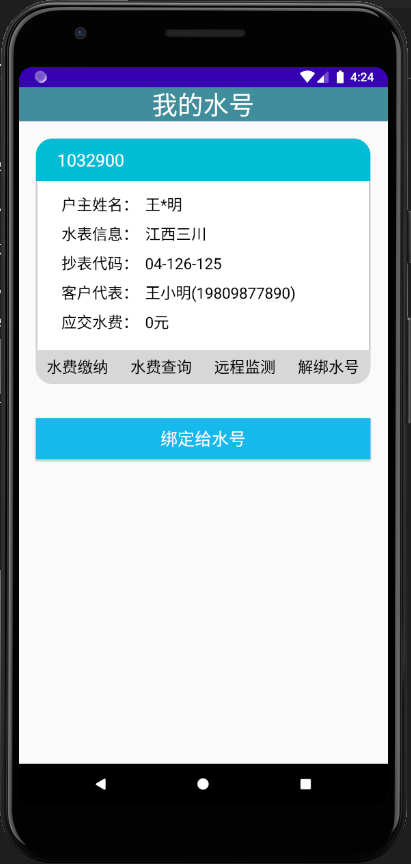 4:24
我的水号
1032900
户主姓名： 王*明
水表信息： 江西三川
抄表代码： 04-126-125
客户代表： 王小明(19809877890)
应交水费： 0元
水费缴纳 水费查询 远程监测 解绑水号
绑定给水号